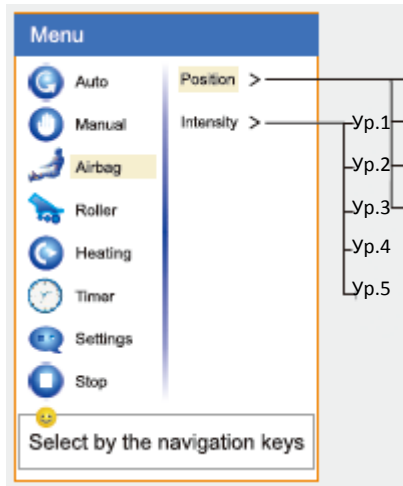 Menu
Auto
Manual
Airbag
Roller
Heating
Timer
Settings
Stop
Position >
Intensity >
Ур.1
Ур.2
Ур.3
Ур.4
Ур.5
Select by the navigation keys